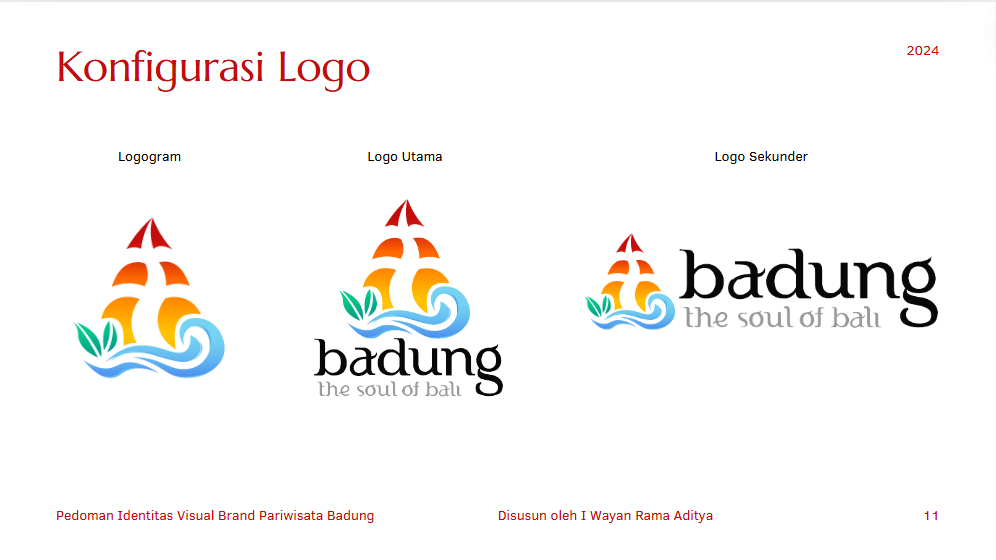 Konfigurasi Logo
2024
Logogram
Logo Utama
Logo Sekunder
badung
the soul of bali
badung
the soul of bali
Pedoman Identitas Visual Brand Pariwisata Badung
Disusun oleh I Wayan Rama Aditya
11